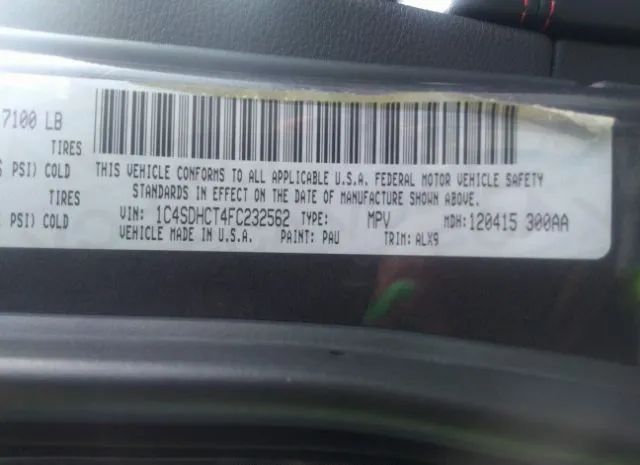 7100 LB
TIRES
PSI) COLD
TIRES
PSI) COLD
THIS VEHICLE CONFORMS TO ALL APPLICABLE U.S.A. FEDERAL MOTOR VEHICLE SAFETY
STANDARDS IN EFFECT ON THE DATE OF MANUFACTURE SHOWN ABOVE.
VIN: 1C4SDHCT4FC232562 TYPE: MPV MDH:120415 300AA
VEHICLE MADE IN U.S.A. PAINT: PAU TRIM: ALX9